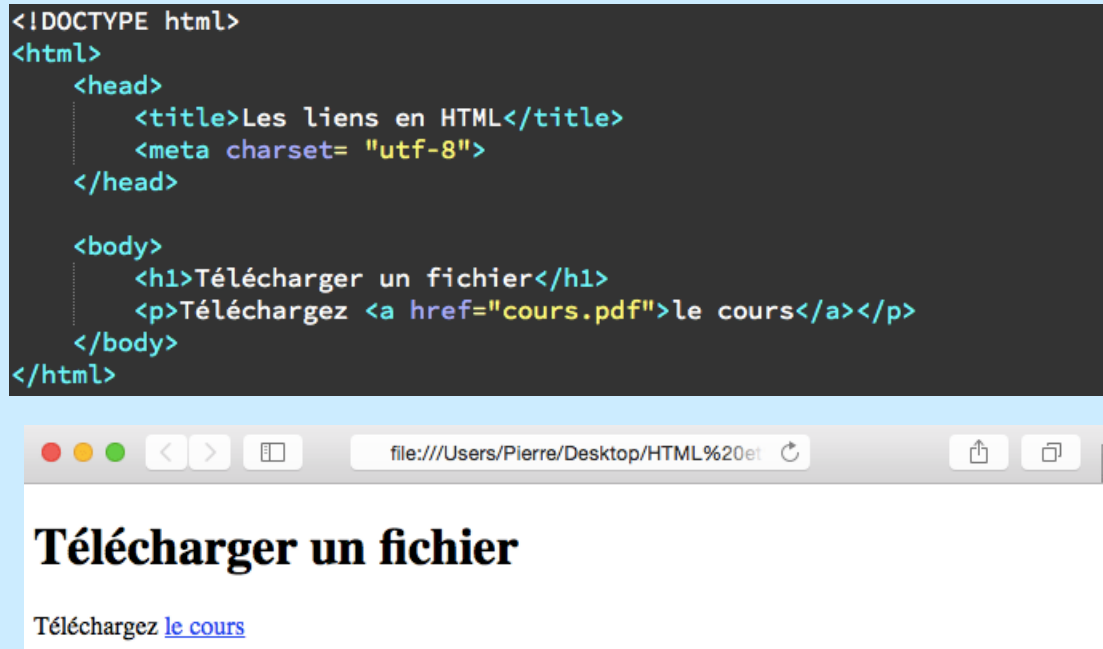 <!DOCTYPE html>
<html>
    <head>
        <title>Les liens en HTML</title>
        <meta charset= "utf-8">
    </head>

    <body>
        <h1>Télécharger un fichier</h1>
        <p>Téléchargez <a href="cours.pdf">le cours</a></p>
    </body>
</html>
file:///Users/Pierre/Desktop/HTML%20et
Télécharger un fichier
Téléchargez le cours